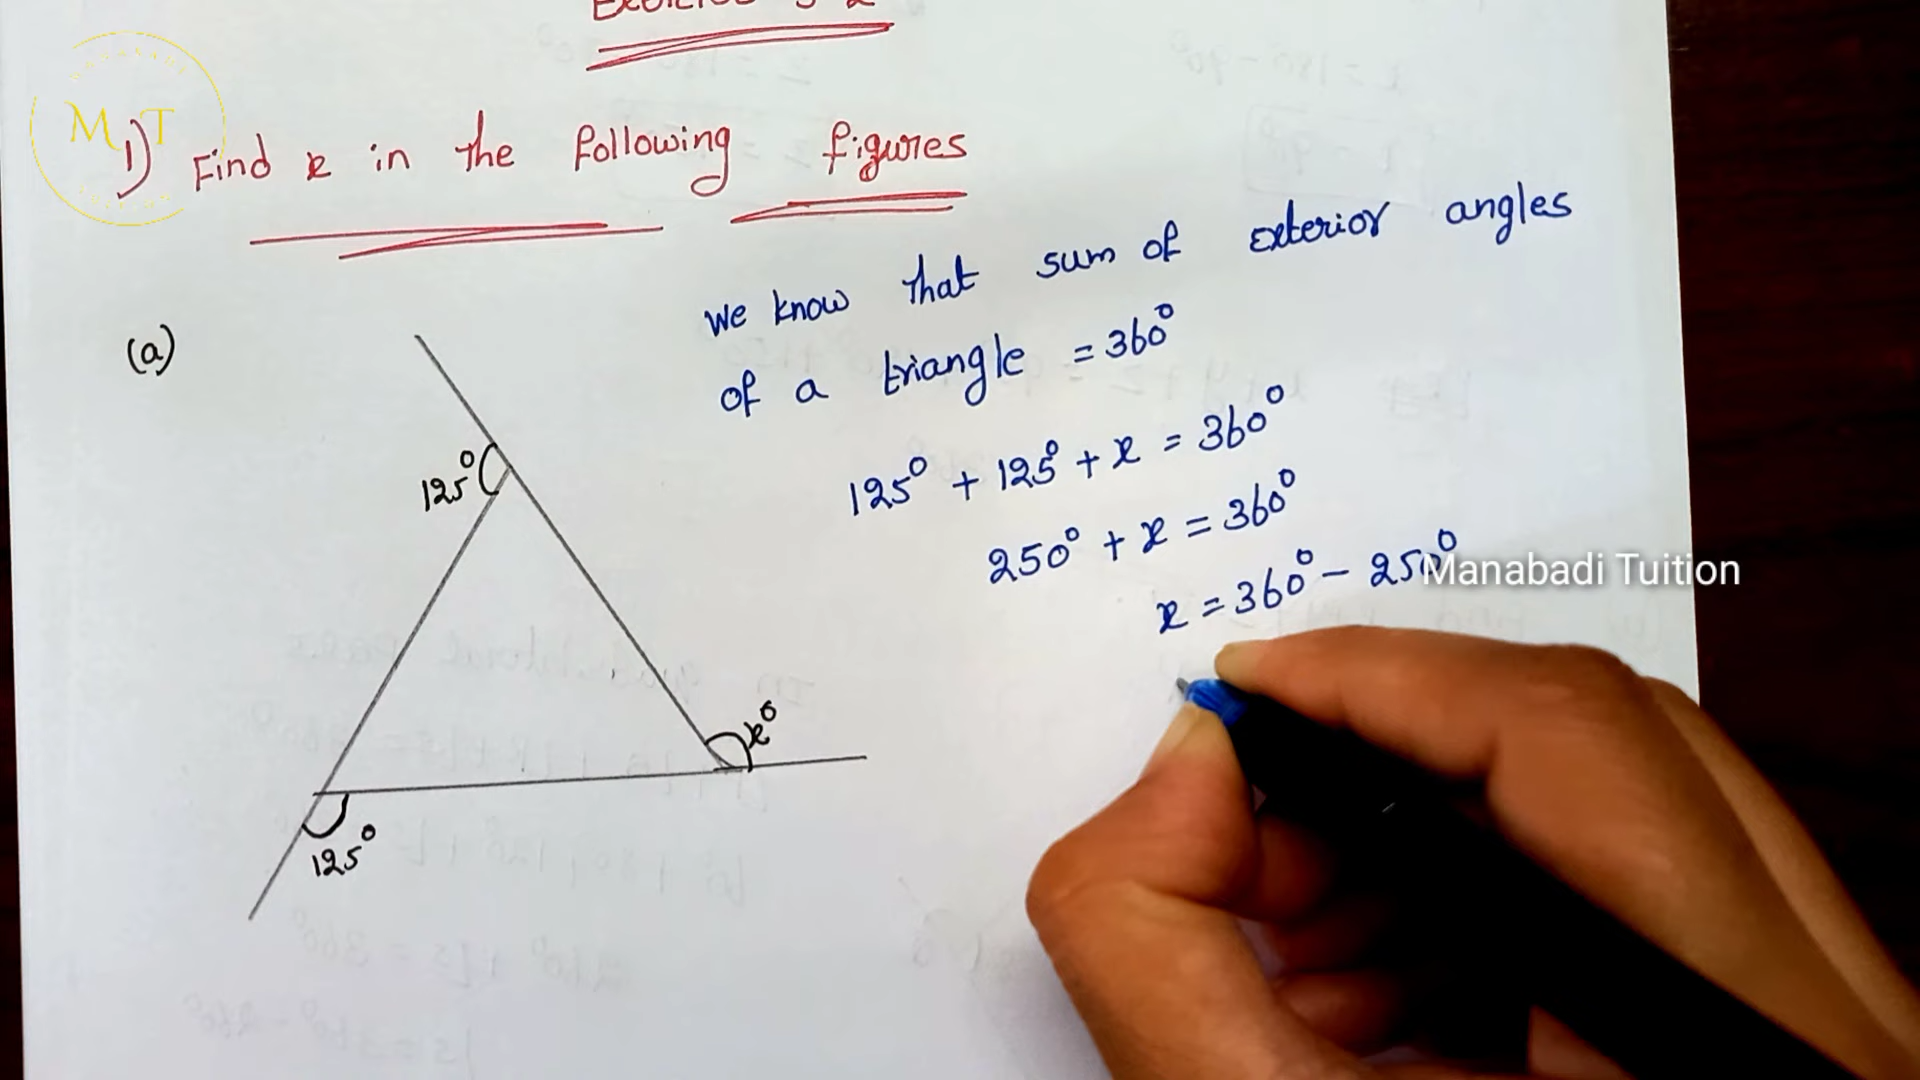 M T
1) Find x in the following figures
we know that sum of exterior angles
of a triangle = 360°
(a)
125° + 125° + x = 360°
125°
250° + x = 360°
x = 360° - 250°
Manabadi Tuition
x°
125°